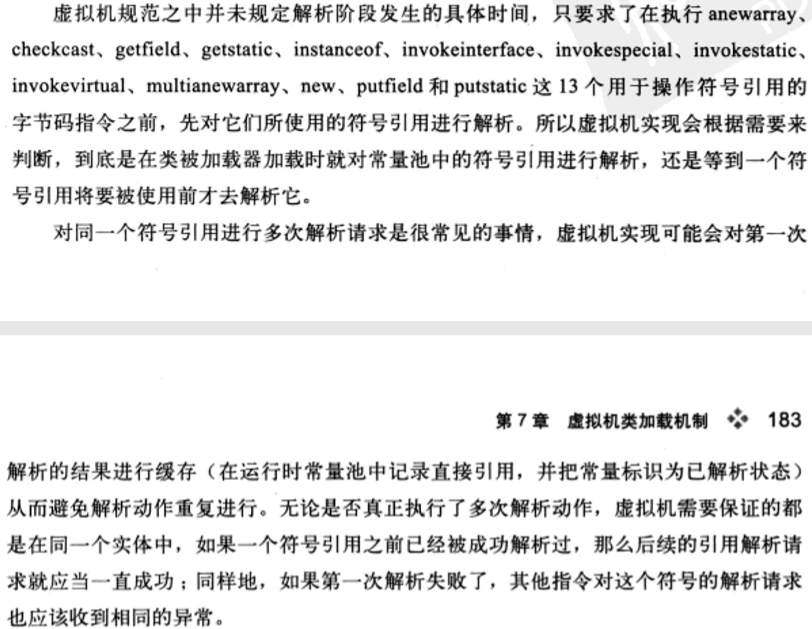 虚拟机规范之中并未规定解析阶段发生的具体时间，只要求了在执行 anewarray、
checkcast、getfield、getstatic、instanceof、invokeinterface、invokespecial、invokestatic、
invokevirtual、multianewarray、new、putfield 和 putstatic 这 13 个用于操作符号引用的
字节码指令之前，先对它们所使用的符号引用进行解析。所以虚拟机实现会根据需要来
判断，到底是在类被加载器加载时就对常量池中的符号引用进行解析，还是等到一个符
号引用将要被使用前才去解析它。
对同一个符号引用进行多次解析请求是很常见的事情，虚拟机实现可能会对第一次
第 7 章 虚拟机类加载机制 ❖ 183
解析的结果进行缓存（在运行时常量池中记录直接引用，并把常量标识为已解析状态）
从而避免解析动作重复进行。无论是否真正执行了多次解析动作，虚拟机需要保证的都
是在同一个实体中，如果一个符号引用之前已经被成功解析过，那么后续的引用解析请
求就应当一直成功；同样地，如果第一次解析失败了，其他指令对这个符号的解析请求
也应该收到相同的异常。